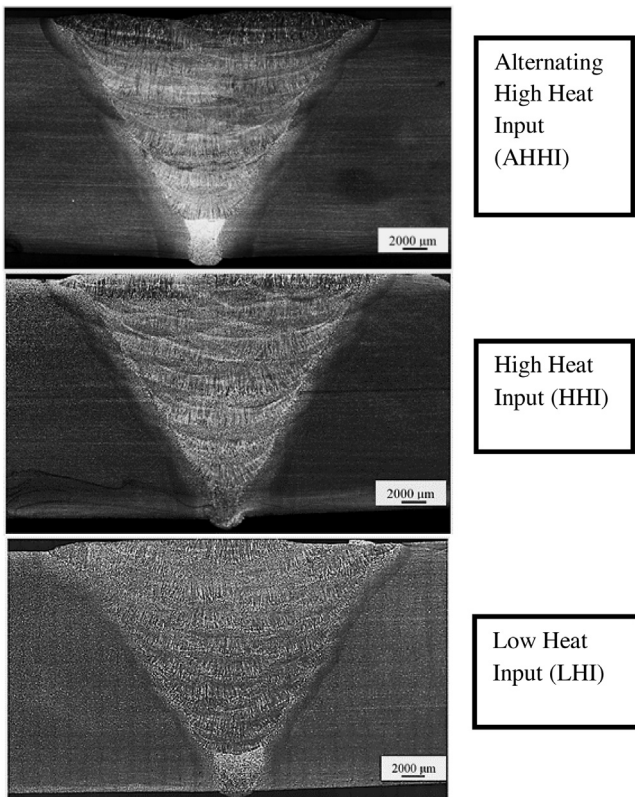 Alternating
High Heat
Input
(AHHI)
2000 µm
High Heat
Input (HHI)
2000 µm
Low Heat
Input (LHI)
2000 µm